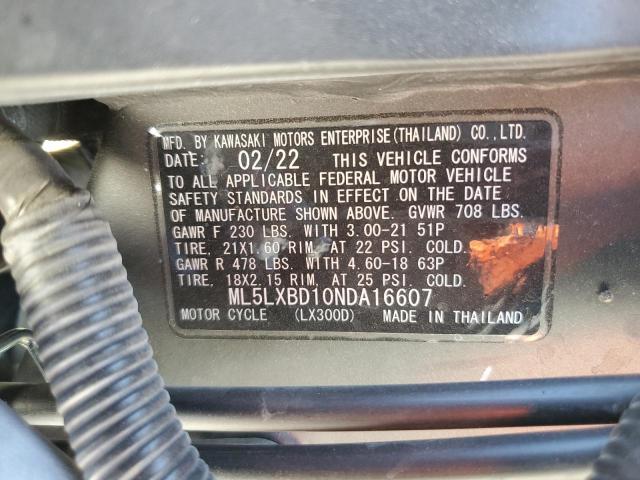 MFD. BY KAWASAKI MOTORS ENTERPRISE(THAILAND) CO.,LTD.
DATE: 02/22 THIS VEHICLE CONFORMS
TO ALL APPLICABLE FEDERAL MOTOR VEHICLE
SAFETY STANDARDS IN EFFECT ON THE DATE
OF MANUFACTURE SHOWN ABOVE. GVWR 708 LBS.
GAWR F 230 LBS. WITH 3.00-21 51P
TIRE, 21X1.60 RIM, AT 22 PSI. COLD.
GAWR R 478 LBS. WITH 4.60-18 63P
TIRE, 18X2.15 RIM, AT 25 PSI. COLD.
ML5LXBD10NDA16607
MOTOR CYCLE (LX300D) MADE IN THAILAND